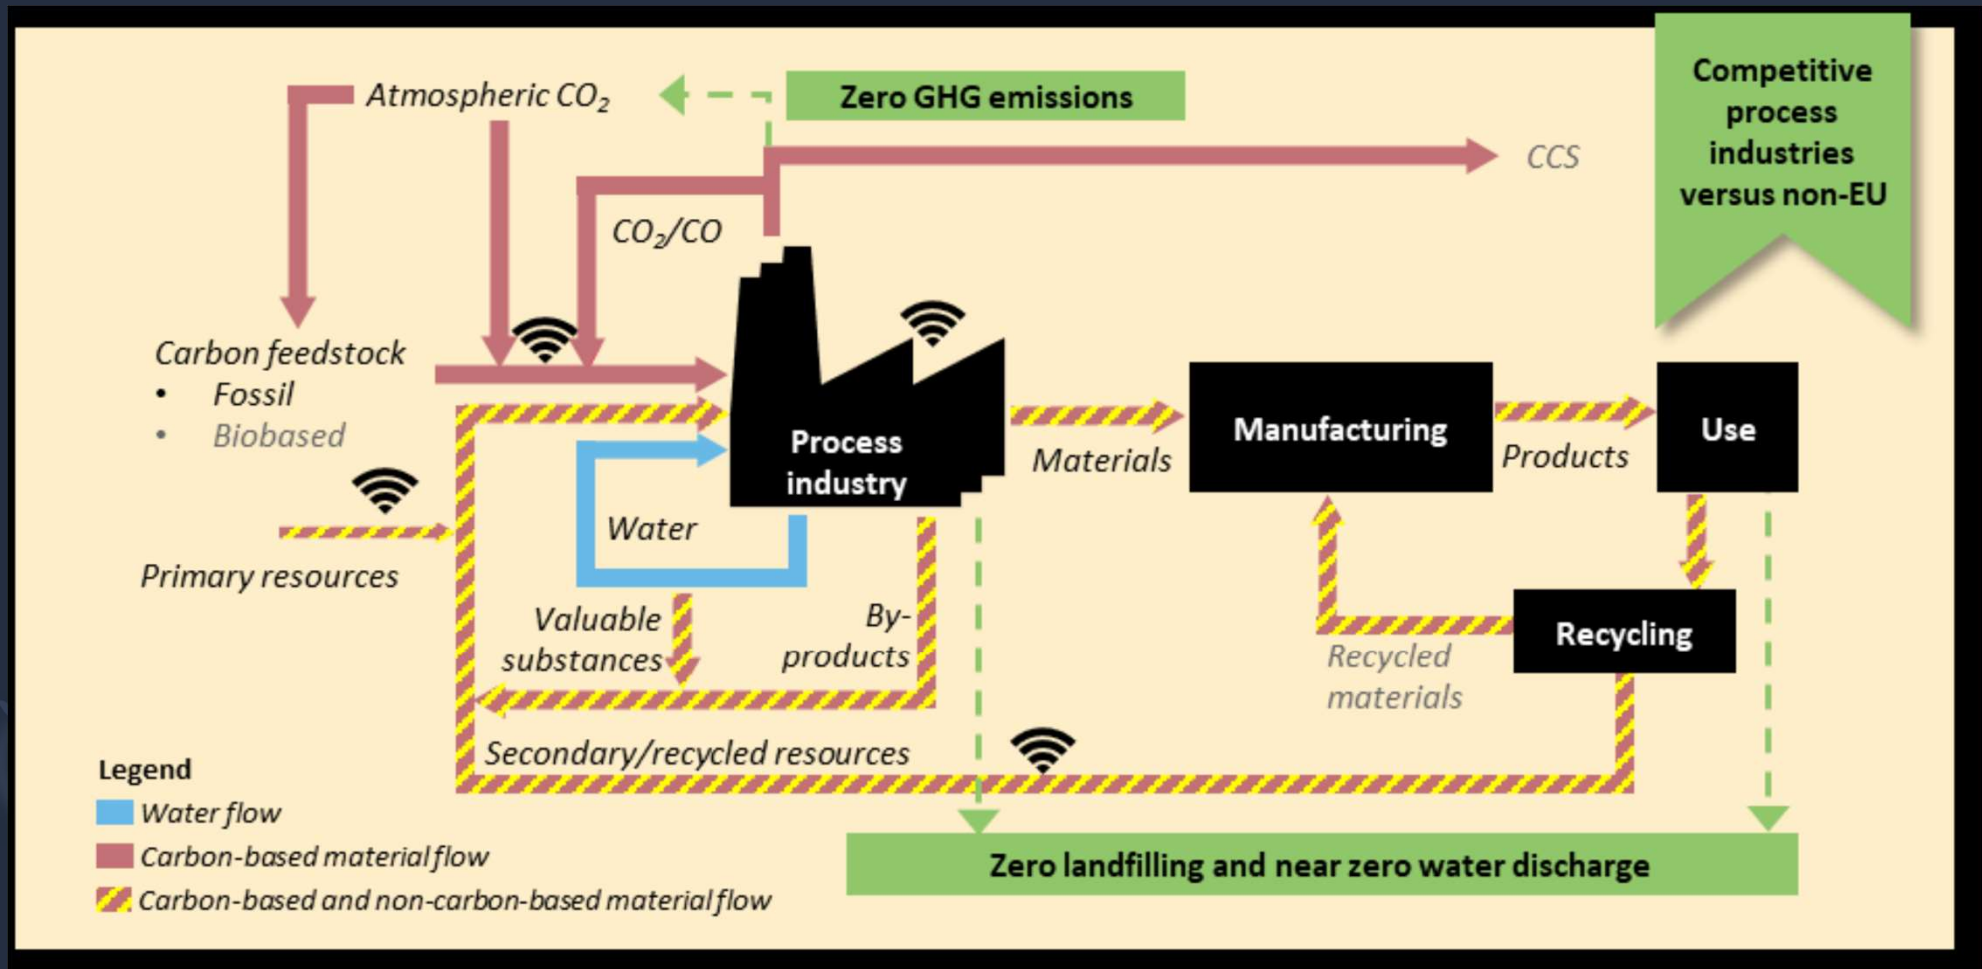 Competitive
process
industries
versus non-EU
Atmospheric CO₂
Zero GHG emissions
CCS
CO₂/CO
Carbon feedstock
• Fossil
• Biobased
Process
industry
Manufacturing
Use
Materials
Products
Water
Primary resources
Valuable
substances
By-
products
Recycling
Recycled
materials
Secondary/recycled resources
Legend
Water flow
Carbon-based material flow
Carbon-based and non-carbon-based material flow
Zero landfilling and near zero water discharge